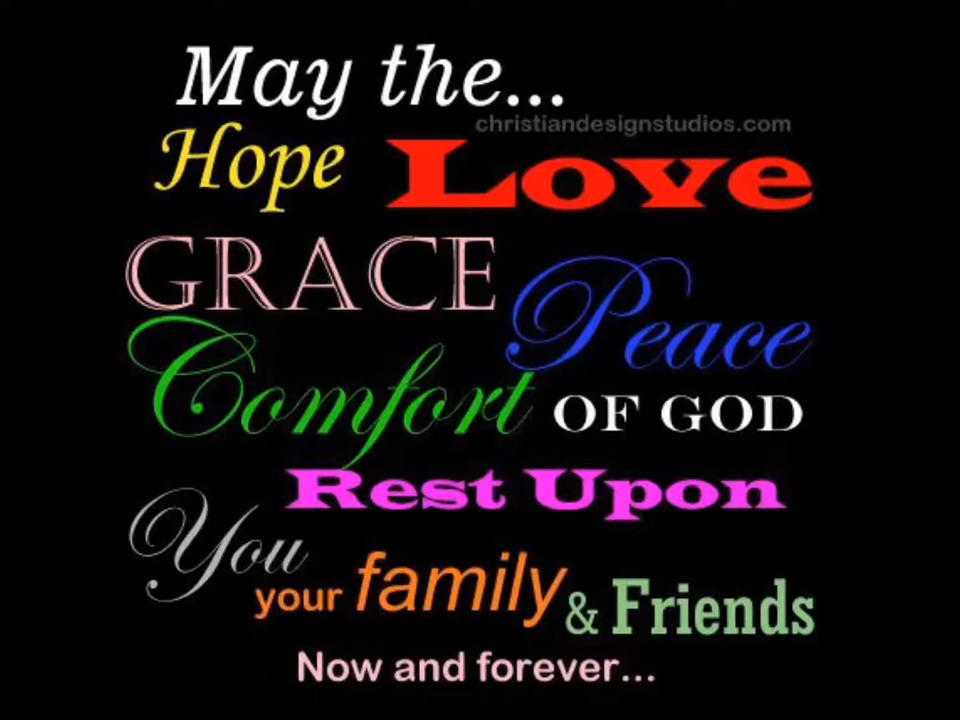 May the...
christiandesignstudios.com
Hope Love
GRACE Peace
Comfort OF GOD
Rest Upon
You
your family & Friends
Now and forever...